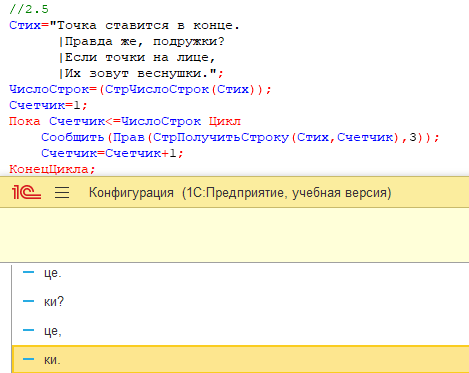 //2.5
Стих="Точка ставится в конце.
|Правда же, подружки?
|Если точки на лице,
|Их зовут веснушки.";
ЧислоСтрок=(СтрЧислоСтрок(Стих));
Счетчик=1;
Пока Счетчик<=ЧислоСтрок Цикл
Сообщить(Прав(СтрПолучитьСтроку(Стих,Счетчик),3));
Счетчик=Счетчик+1;
КонецЦикла;
1С Конфигурация (1С:Предприятие, учебная версия)
це.
ки?
це,
ки.